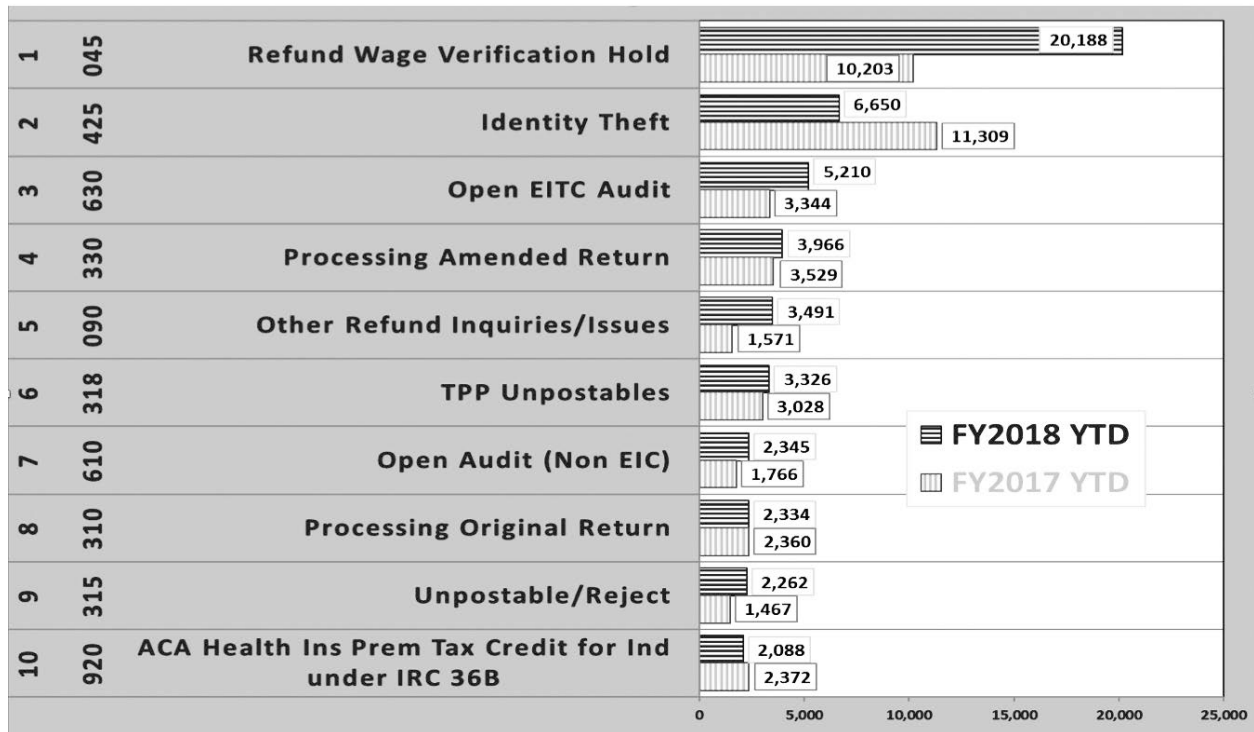 1 045 Refund Wage Verification Hold 20,188
10,203
2 425 Identity Theft 6,650
11,309
3 630 Open EITC Audit 5,210
3,344
4 330 Processing Amended Return 3,966
3,529
5 090 Other Refund Inquiries/Issues 3,491
1,571
6 318 TPP Unpostables 3,326
3,028
7 610 Open Audit (Non EIC) 2,345
1,766
8 310 Processing Original Return 2,334
2,360
9 315 Unpostable/Reject 2,262
1,467
10 920 ACA Health Ins Prem Tax Credit for Ind 2,088
under IRC 36B 2,372
FY2018 YTD
FY2017 YTD
0 5,000 10,000 15,000 20,000 25,000